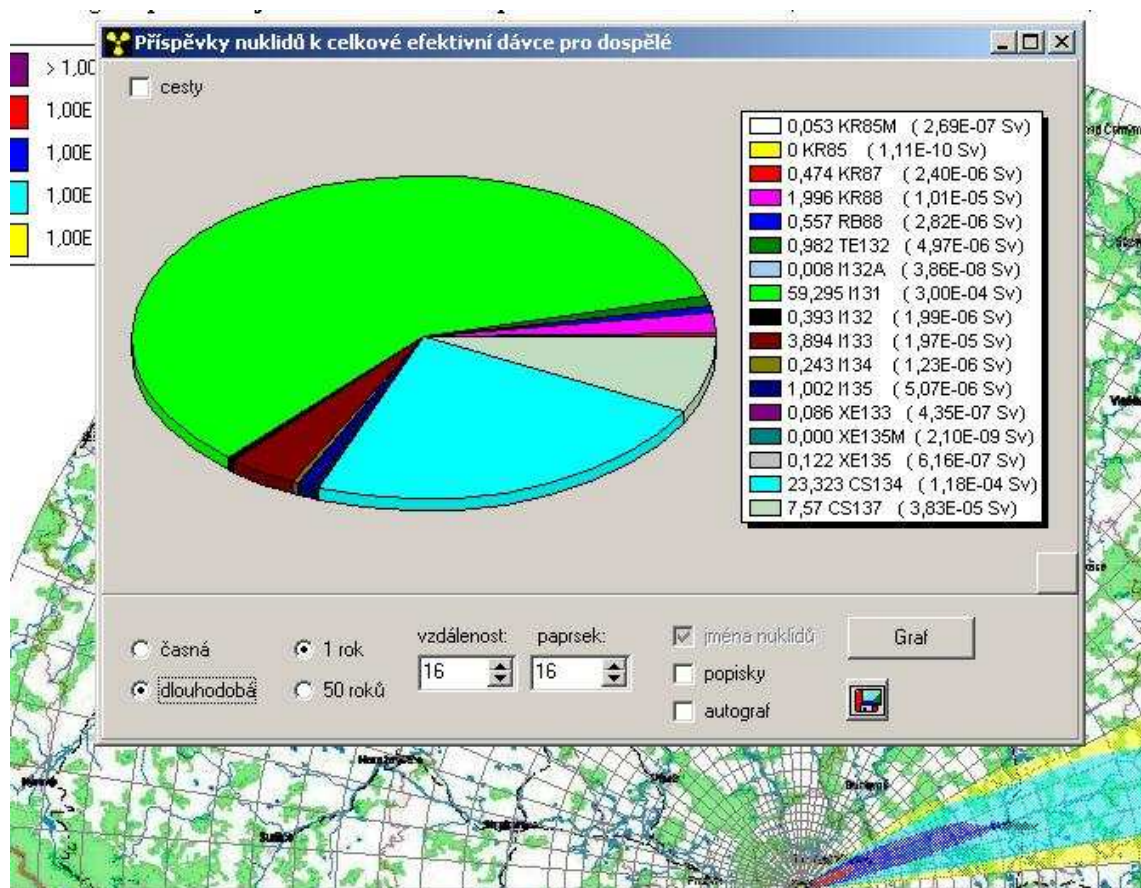 Příspěvky nuklidů k celkové efektivní dávce pro dospělé
> 1,00
1,00E
1,00E
1,00E
1,00E
cesty
0,053 KR85M ( 2,69E-07 Sv)
0 KR85 ( 1,11E-10 Sv)
0,474 KR87 ( 2,40E-06 Sv)
1,996 KR88 ( 1,01E-05 Sv)
0,557 RB88 ( 2,82E-06 Sv)
0,982 TE132 ( 4,97E-06 Sv)
0,008 I132A ( 3,86E-08 Sv)
59,295 I131 ( 3,00E-04 Sv)
0,393 I132 ( 1,99E-06 Sv)
3,894 I133 ( 1,97E-05 Sv)
0,243 I134 ( 1,23E-06 Sv)
1,002 I135 ( 5,07E-06 Sv)
0,086 XE133 ( 4,35E-07 Sv)
0,000 XE135M ( 2,10E-09 Sv)
0,122 XE135 ( 6,16E-07 Sv)
23,323 CS134 ( 1,18E-04 Sv)
7,57 CS137 ( 3,83E-05 Sv)
časná
1 rok
vzdálenost:
paprsek:
jména nuklidů
Graf
dlouhodobá
50 roků
16
16
popisky
autograf